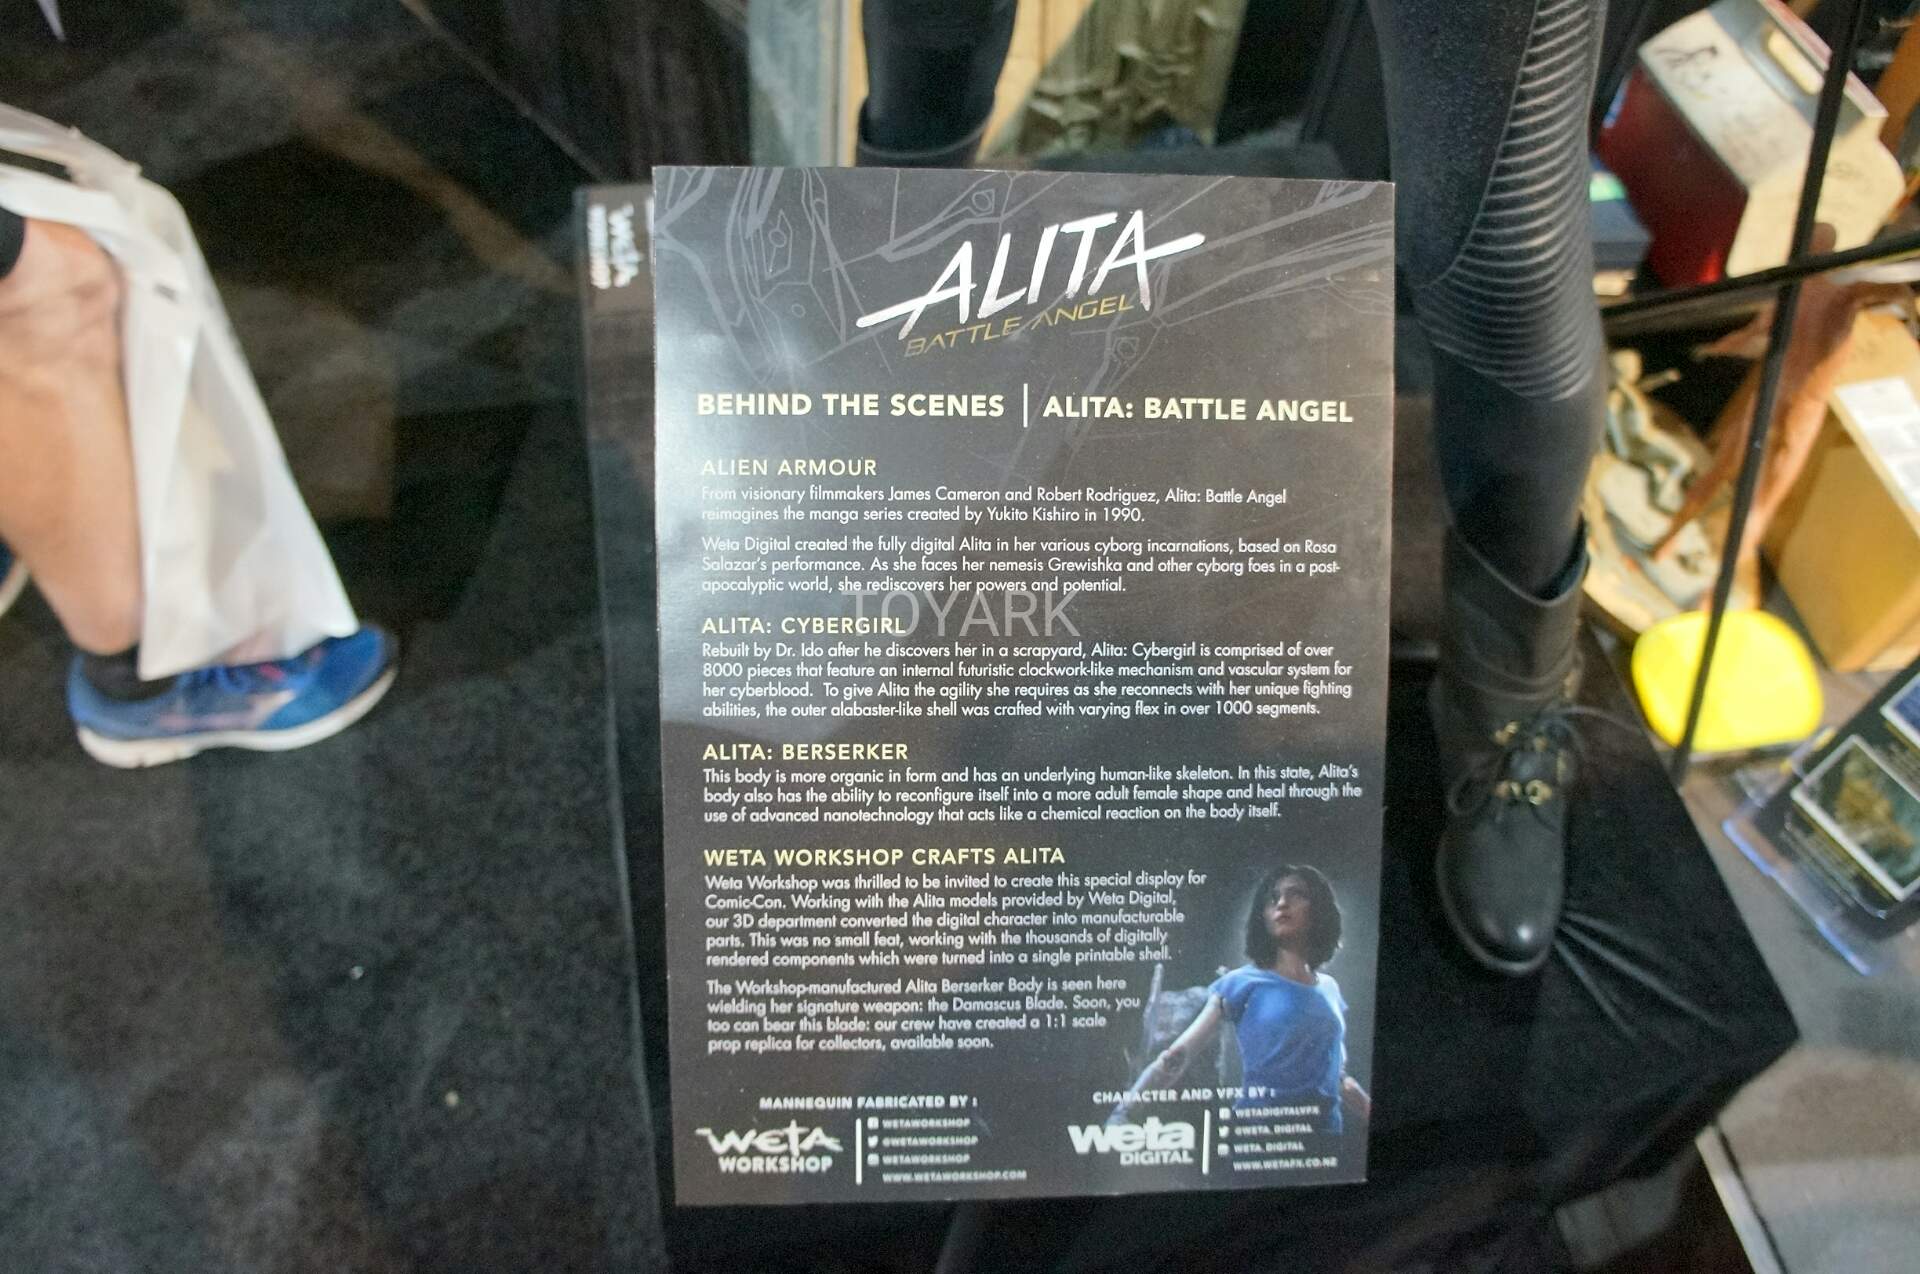 ALITA
BATTLE ANGEL
BEHIND THE SCENES | ALITA: BATTLE ANGEL
ALIEN ARMOUR
From visionary filmmakers James Cameron and Robert Rodriguez, Alita: Battle Angel
reimagines the manga series created by Yukito Kishiro in 1990.
Weta Digital created the fully digital Alita in her various cyborg incarnations, based on Rosa
Salazar's performance. As she faces her nemesis Grewishka and other cyborg foes in a post-
apocalyptic world, she rediscovers her powers and potential.
TOYARK
ALITA: CYBERGIRL
Rebuilt by Dr. Ido after he discovers her in a scrapyard, Alita: Cybergirl is comprised of over
8000 pieces that feature an internal futuristic clockwork-like mechanism and vascular system for
her cyberblood. To give Alita the agility she requires as she reconnects with her unique fighting
abilities, the outer alabaster-like shell was crafted with varying flex in over 1000 segments.
ALITA: BERSERKER
This body is more organic in form and has an underlying human-like skeleton. In this state, Alita's
body also has the ability to reconfigure itself into a more adult female shape and heal through the
use of advanced nanotechnology that acts like a chemical reaction on the body itself.
WETA WORKSHOP CRAFTS ALITA
Weta Workshop was thrilled to be invited to create this special display for
Comic-Con. Working with the Alita models provided by Weta Digital,
our 3D department converted the digital character into manufacturable
parts. This was no small feat, working with the thousands of digitally
rendered components which were turned into a single printable shell.
The Workshop-manufactured Alita Berserker Body is seen here
wielding her signature weapon: the Damascus Blade. Soon, you
too can bear this blade: our crew have created a 1:1 scale
prop replica for collectors, available soon.
MANNEQUIN FABRICATED BY :
WETA
WORKSHOP
WETAWORKSHOP
@WETAWORKSHOP
WETAWORKSHOP
WWW.WETAWORKSHOP.COM
CHARACTER AND VFX BY :
weta
DIGITAL
WETADIGITALVFX
@WETA_DIGITAL
WETA_DIGITAL
WWW.WETAFX.CO.NZ
WETA
WORKSHOP